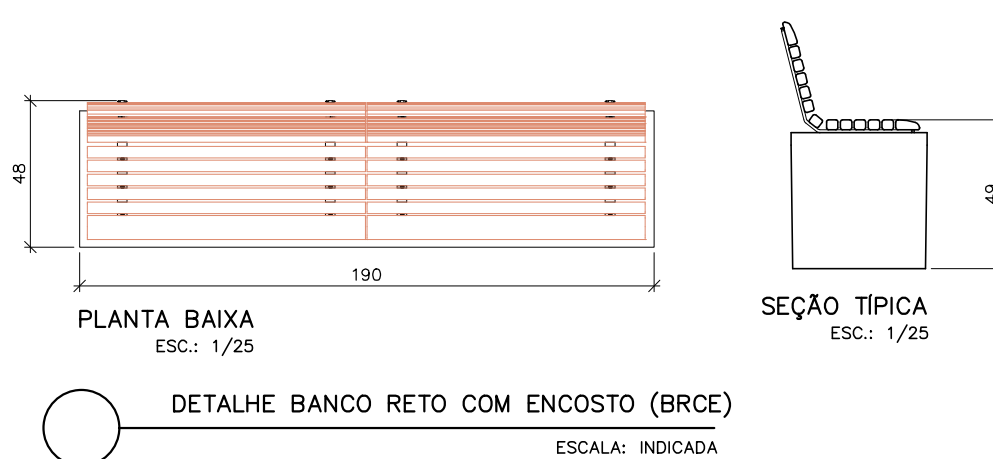 48
190
49
PLANTA BAIXA
ESC.: 1/25
SEÇÃO TÍPICA
ESC.: 1/25
DETALHE BANCO RETO COM ENCOSTO (BRCE)
ESCALA: INDICADA